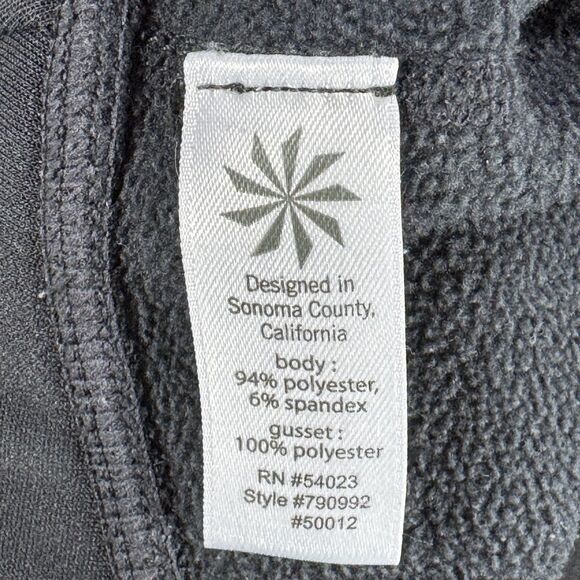 Designed in
Sonoma County,
California
body :
94% polyester,
6% spandex
gusset :
100% polyester
RN #54023
Style #790992
#50012